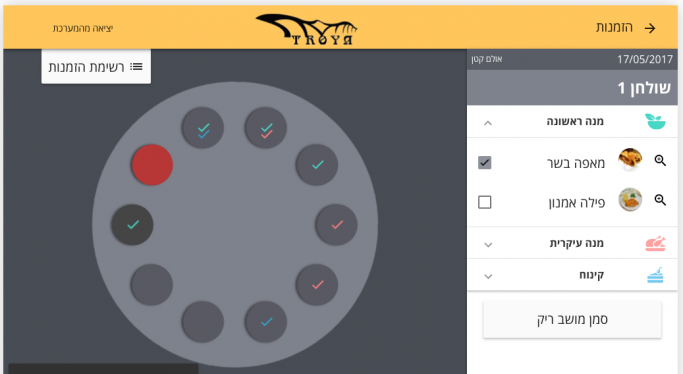 הזמנות
TROYA
יציאה מהמערכת
רשימת הזמנות
17/05/2017
אולם קטן
שולחן 1
מנה ראשונה
מאפה בשר
פילה אמנון
מנה עיקרית
קינוח
סמן מושב ריק